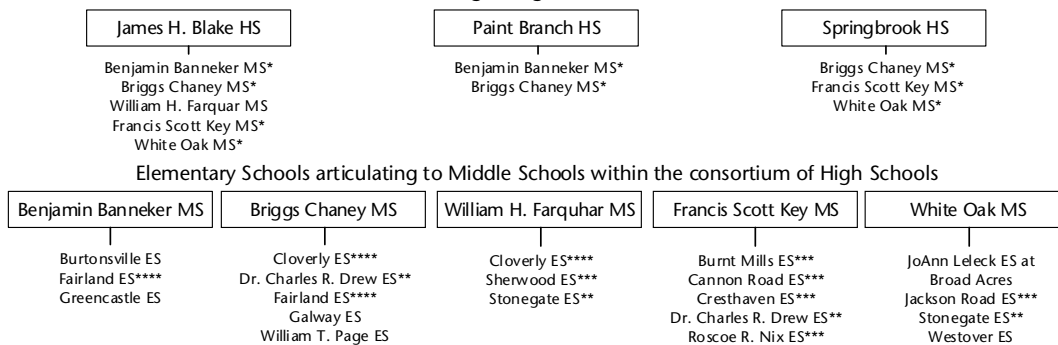 James H. Blake HS
Benjamin Banneker MS*
Briggs Chaney MS*
William H. Farquar MS
Francis Scott Key MS*
White Oak MS*
Paint Branch HS
Benjamin Banneker MS*
Briggs Chaney MS*
Springbrook HS
Briggs Chaney MS*
Francis Scott Key MS*
White Oak MS*
Elementary Schools articulating to Middle Schools within the consortium of High Schools
Benjamin Banneker MS
Burtonsville ES
Fairland ES****
Greencastle ES
Briggs Chaney MS
Cloverly ES****
Dr. Charles R. Drew ES**
Fairland ES****
Galway ES
William T. Page ES
William H. Farquhar MS
Cloverly ES****
Sherwood ES***
Stonegate ES**
Francis Scott Key MS
Burnt Mills ES***
Cannon Road ES***
Cresthaven ES***
Dr. Charles R. Drew ES**
Roscoe R. Nix ES***
White Oak MS
JoAnn Leleck ES at
Broad Acres
Jackson Road ES***
Stonegate ES**
Westover ES